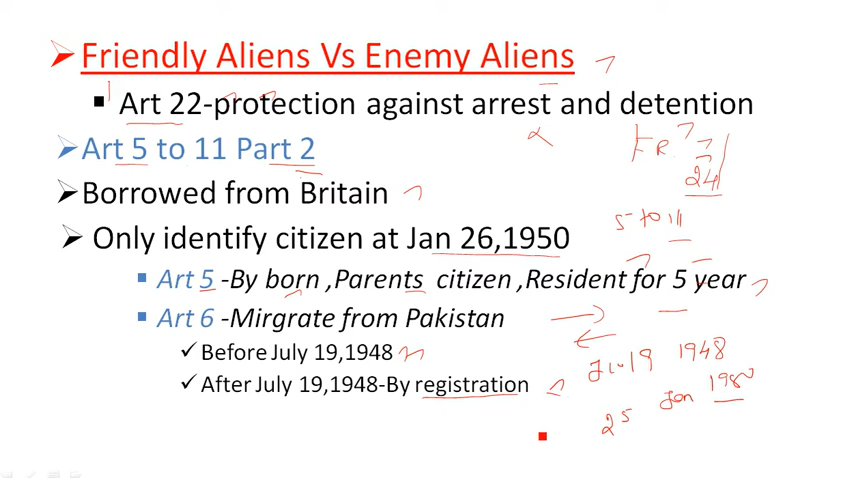 Friendly Aliens Vs Enemy Aliens
Art 22-protection against arrest and detention
Art 5 to 11 Part 2
F R
24
Borrowed from Britain
5 to 11
Only identify citizen at Jan 26,1950
Art 5 -By born ,Parents citizen ,Resident for 5 year
Art 6 -Mirgrate from Pakistan
Before July 19,1948
19 1948
After July 19,1948-By registration
25 Jan